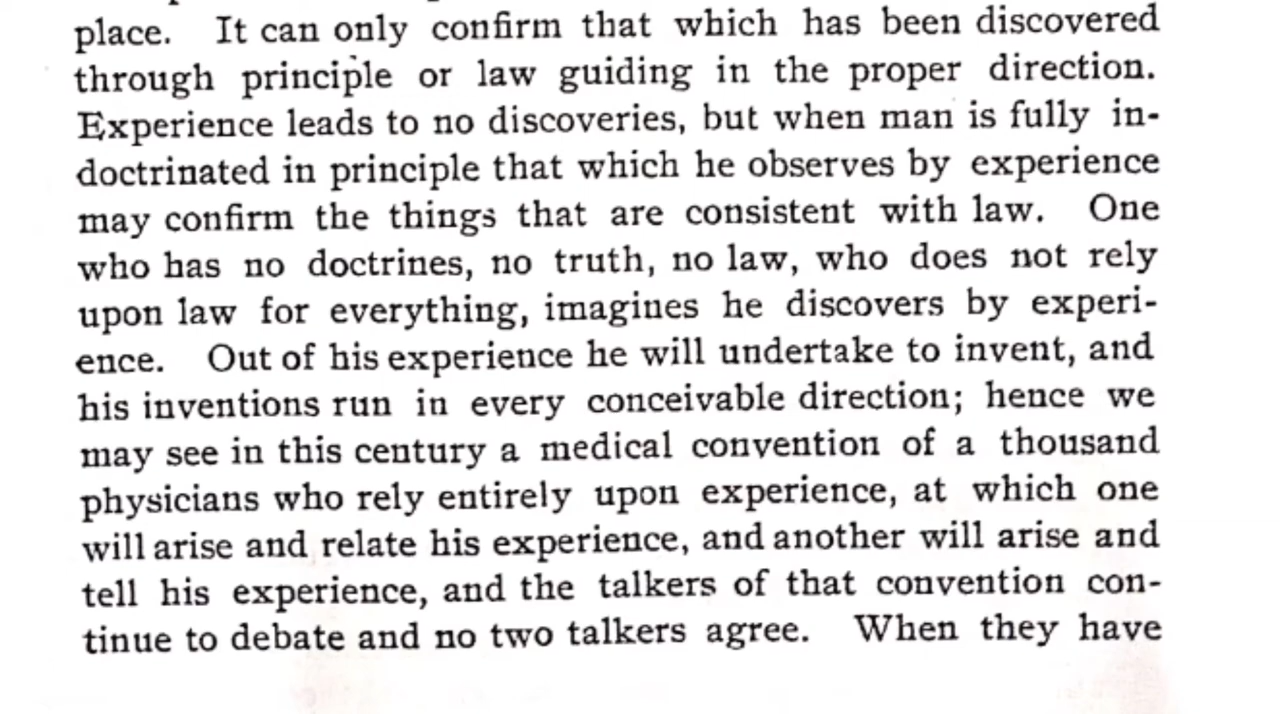 place. It can only confirm that which has been discovered
through principle or law guiding in the proper direction.
Experience leads to no discoveries, but when man is fully in-
doctrinated in principle that which he observes by experience
may confirm the things that are consistent with law. One
who has no doctrines, no truth, no law, who does not rely
upon law for everything, imagines he discovers by experi-
ence. Out of his experience he will undertake to invent, and
his inventions run in every conceivable direction; hence we
may see in this century a medical convention of a thousand
physicians who rely entirely upon experience, at which one
will arise and relate his experience, and another will arise and
tell his experience, and the talkers of that convention con-
tinue to debate and no two talkers agree. When they have